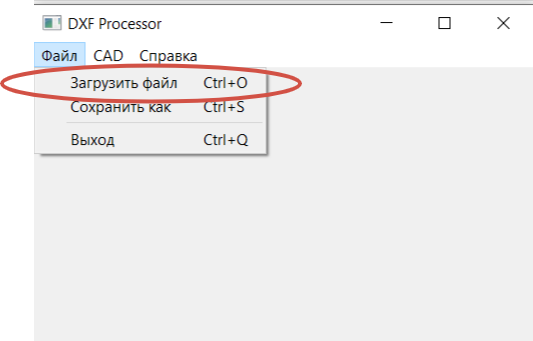 DXF Processor
Файл CAD Справка
Загрузить файл Ctrl+O
Сохранить как Ctrl+S
Выход Ctrl+Q